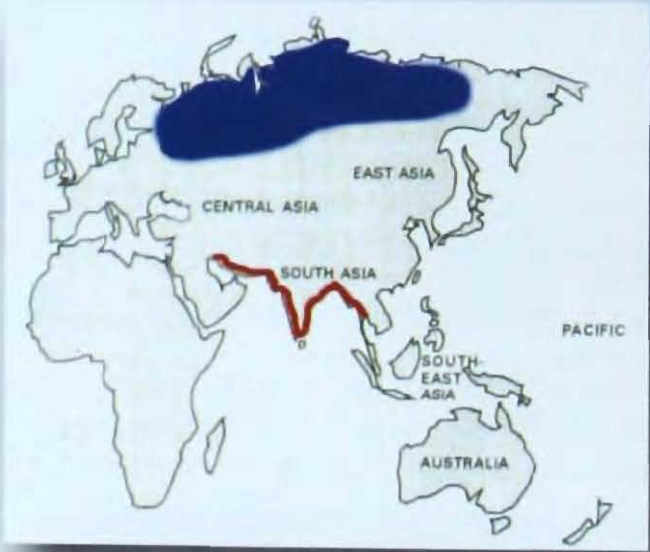 EAST ASIA
CENTRAL ASIA
SOUTH ASIA
PACIFIC
SOUTH-
EAST
ASIA
AUSTRALIA